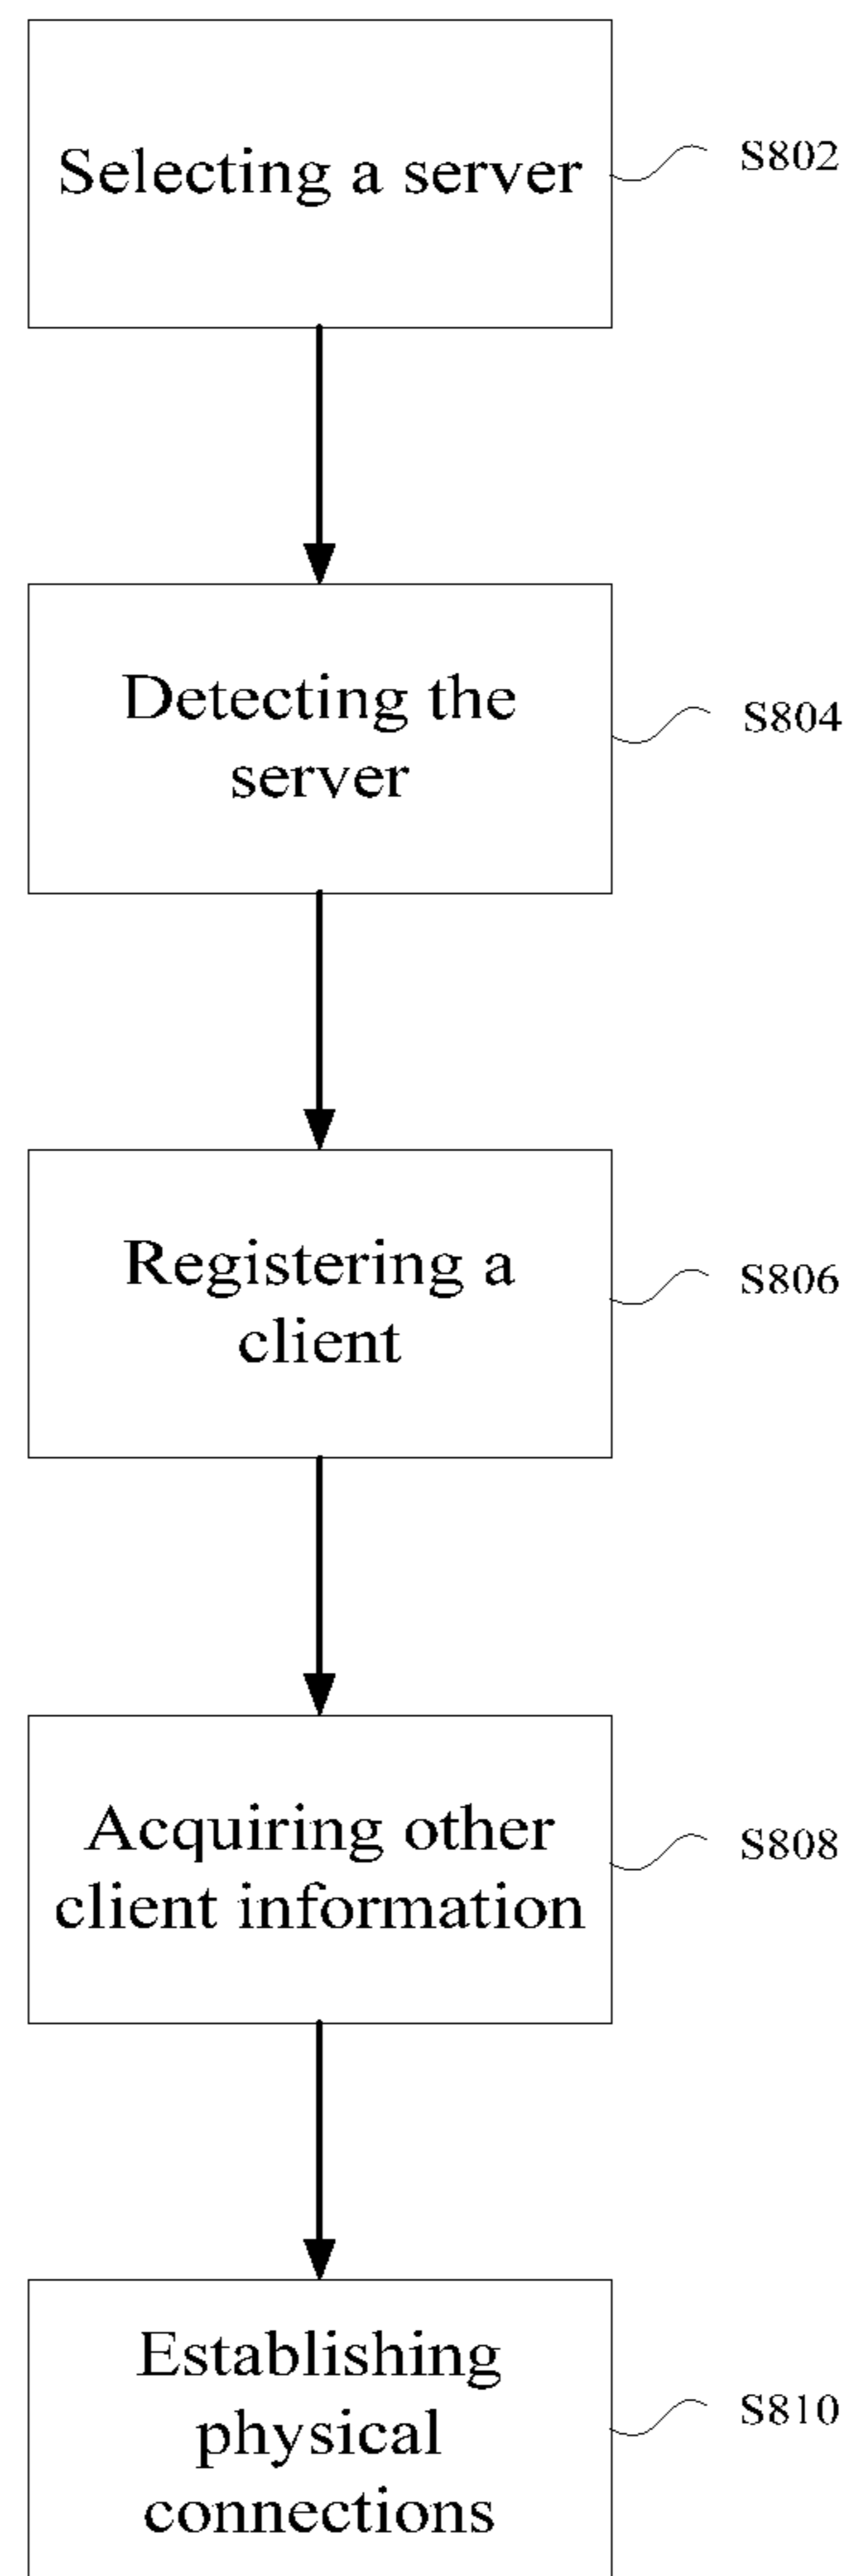 Selecting a server
S802
Detecting the
server
S804
Registering a
client
S806
Acquiring other
client information
S808
Establishing
physical
connections
S810